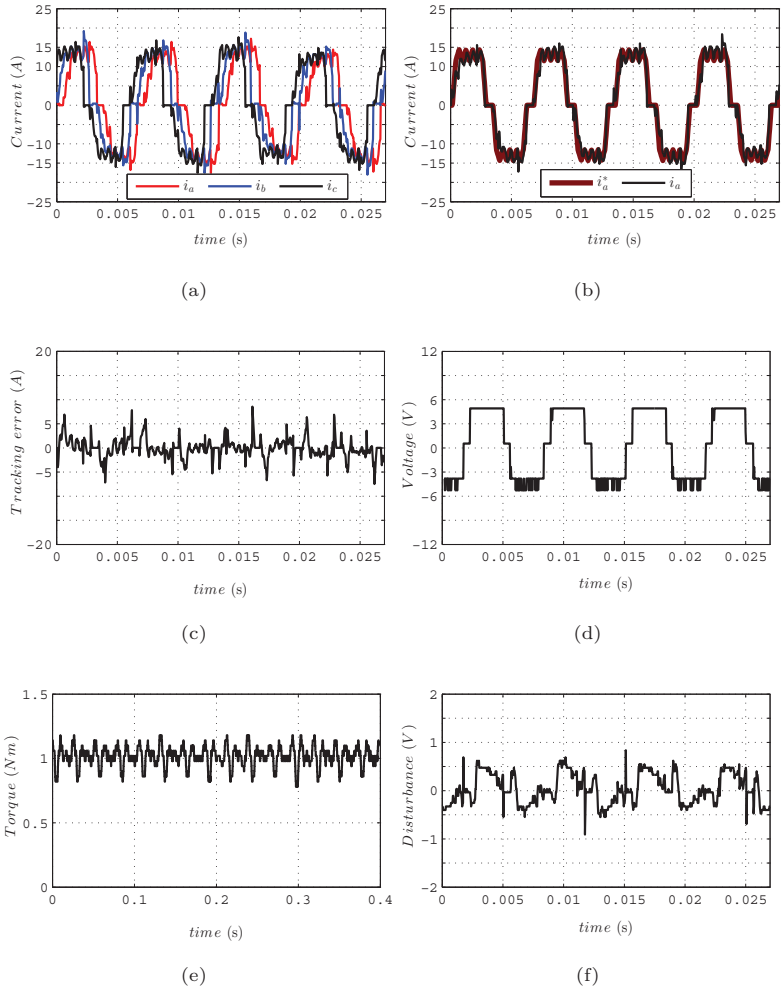 25
15
10
0
-10
-15
-25
Current (A)
0 0.005 0.01 0.015 0.02 0.025
i_a i_b i_c
time (s)
(a)
25
15
10
0
-10
-15
-25
Current (A)
0 0.005 0.01 0.015 0.02 0.025
i_a^* i_a
time (s)
(b)
20
5
0
-5
-20
Tracking error (A)
0 0.005 0.01 0.015 0.02 0.025
time (s)
(c)
12
6
3
0
-3
-6
-12
Voltage (V)
0 0.005 0.01 0.015 0.02 0.025
time (s)
(d)
1.5
1
0.5
0
Torque (Nm)
0 0.1 0.2 0.3 0.4
time (s)
(e)
2
1
0.5
0
-1
-2
Disturbance (V)
0 0.005 0.01 0.015 0.02 0.025
time (s)
(f)